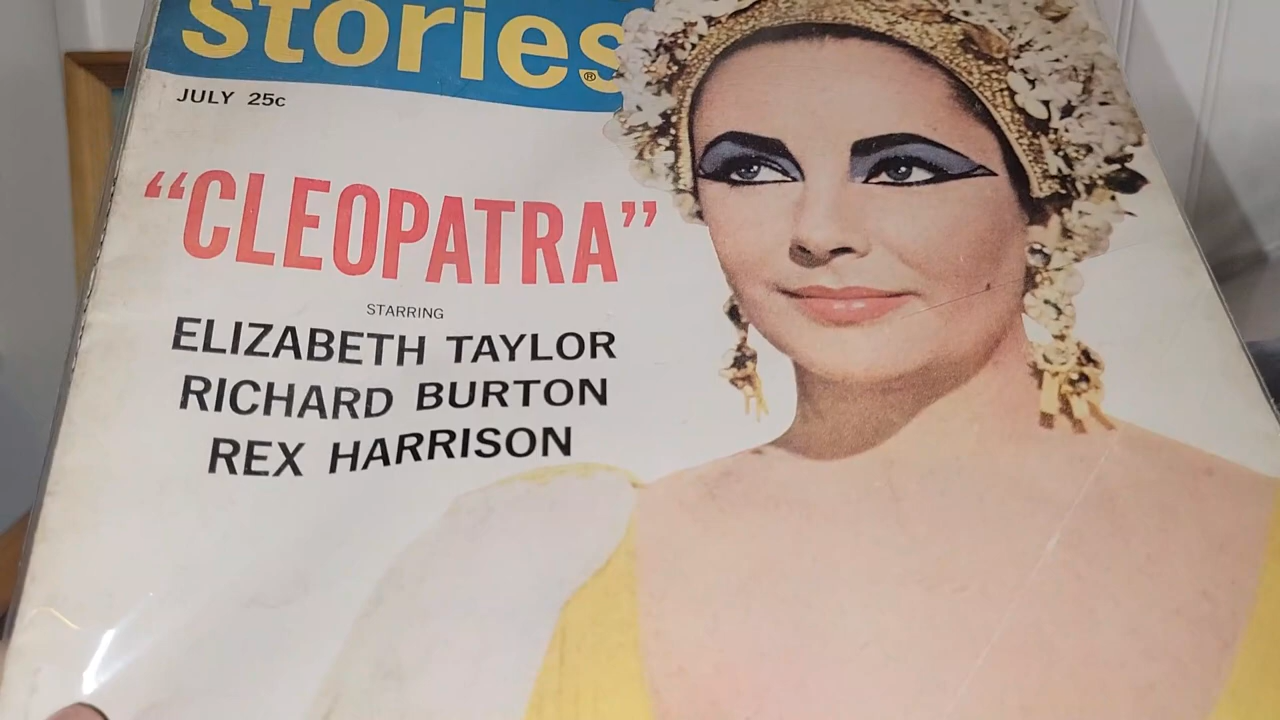 stories®
JULY 25c
"CLEOPATRA"
STARRING
ELIZABETH TAYLOR
RICHARD BURTON
REX HARRISON